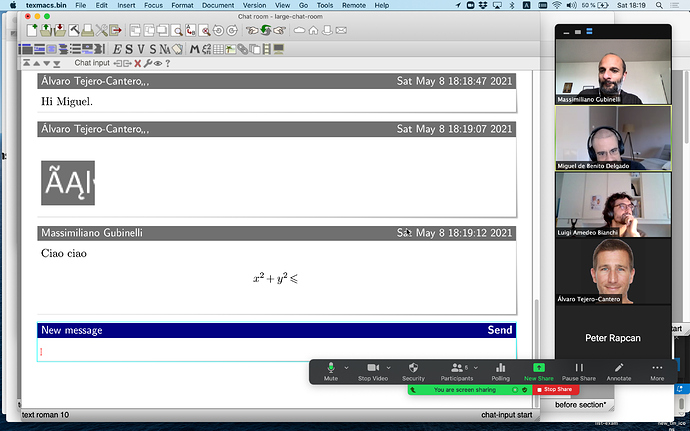 texmacs.bin File Edit Insert Focus Format Document Version View Go Tools Remote Help
50 % Sat 18:19
Chat room - large-chat-room
Chat input
Álvaro Tejero-Cantero,,, Sat May 8 18:18:47 2021
Hi Miguel.
Álvaro Tejero-Cantero,,, Sat May 8 18:19:07 2021
ÃĄl
Massimiliano Gubinelli Sat May 8 18:19:12 2021
Ciao ciao
x² + y² ⩽
New message Send
text roman 10 chat-input start
Massimiliano Gubinelli
Miguel de Benito Delgado
Luigi Amedeo Bianchi
Álvaro Tejero-Cantero
Peter Rapcan
Mute Stop Video Security Participants 5 Polling New Share Pause Share Annotate More
You are screen sharing Stop Share
before section*